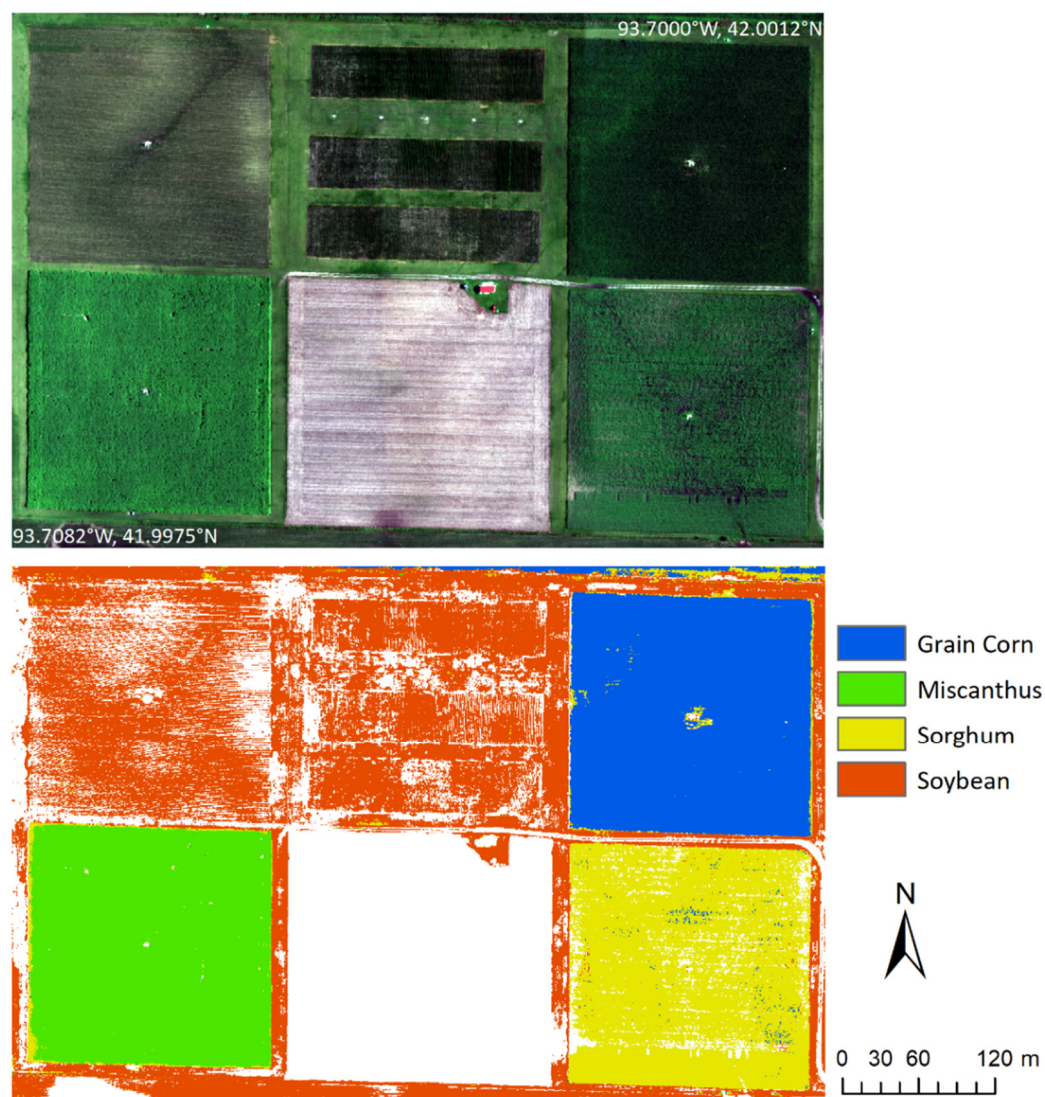 93.7000°W, 42.0012°N
93.7082°W, 41.9975°N
Grain Corn
Miscanthus
Sorghum
Soybean
N
0 30 60 120 m